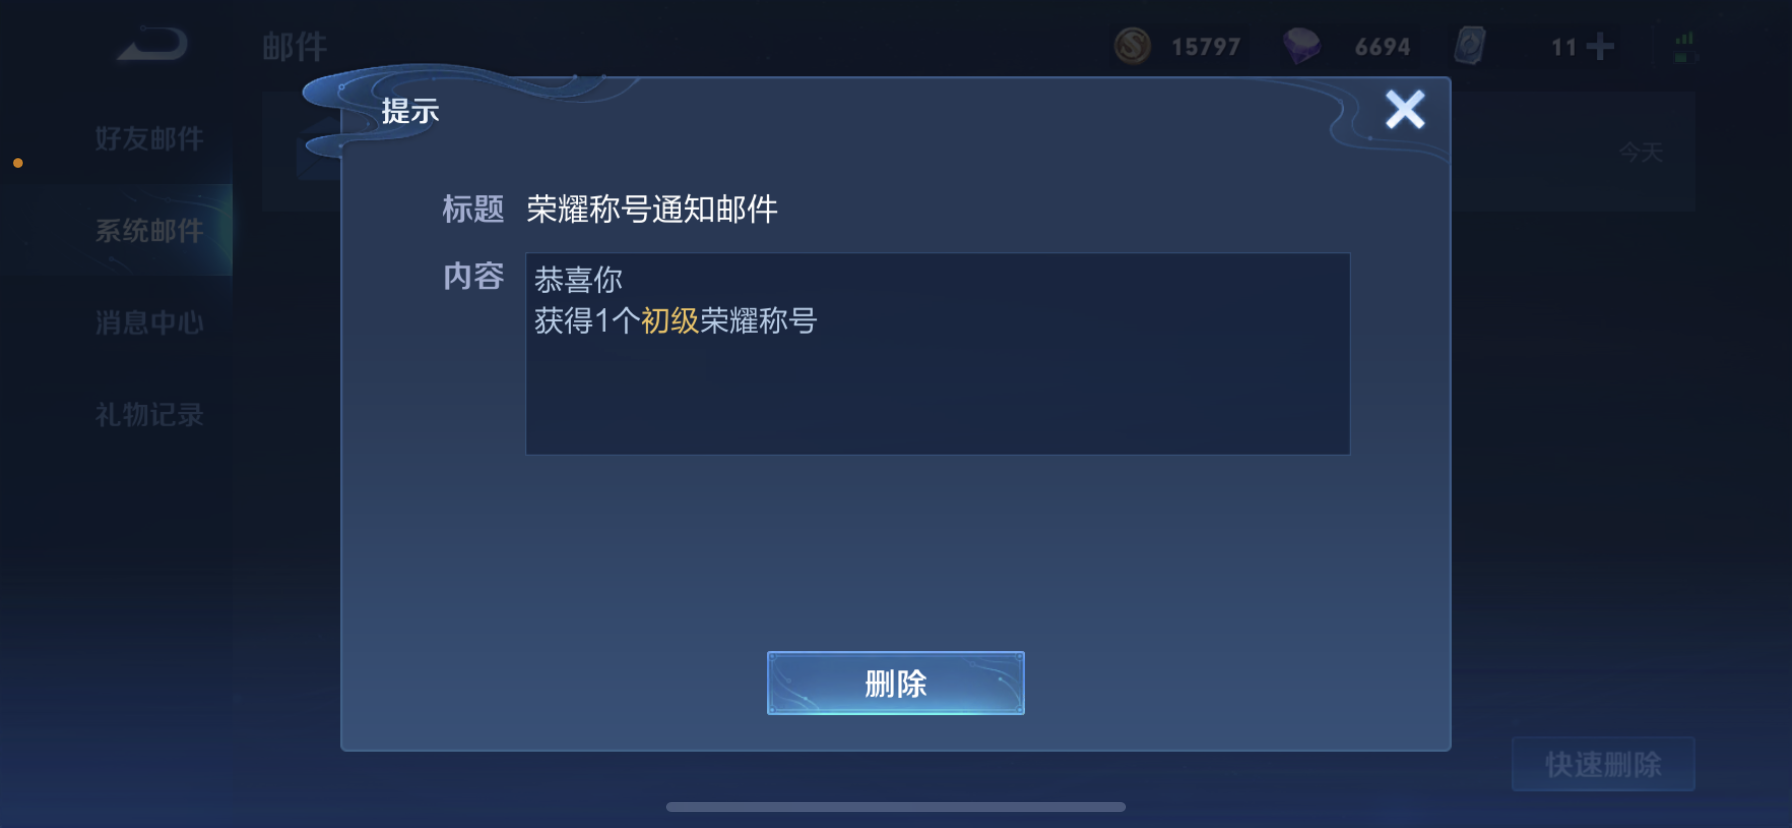 邮件
15797
6694
11
提示
好友邮件
今天
标题 荣耀称号通知邮件
系统邮件
内容 恭喜你
获得1个初级荣耀称号
消息中心
礼物记录
删除
快速删除